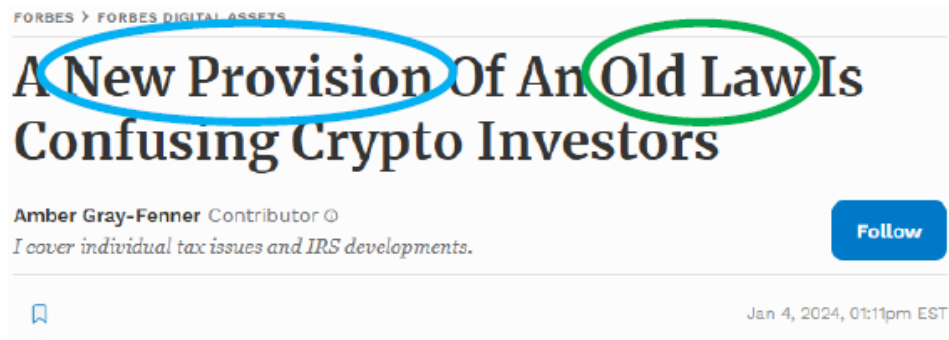 FORBES > FORBES DIGITAL ASSETS
A New Provision Of An Old Law Is
Confusing Crypto Investors
Amber Gray-Fenner Contributor
I cover individual tax issues and IRS developments.
Follow
Jan 4, 2024, 01:11pm EST